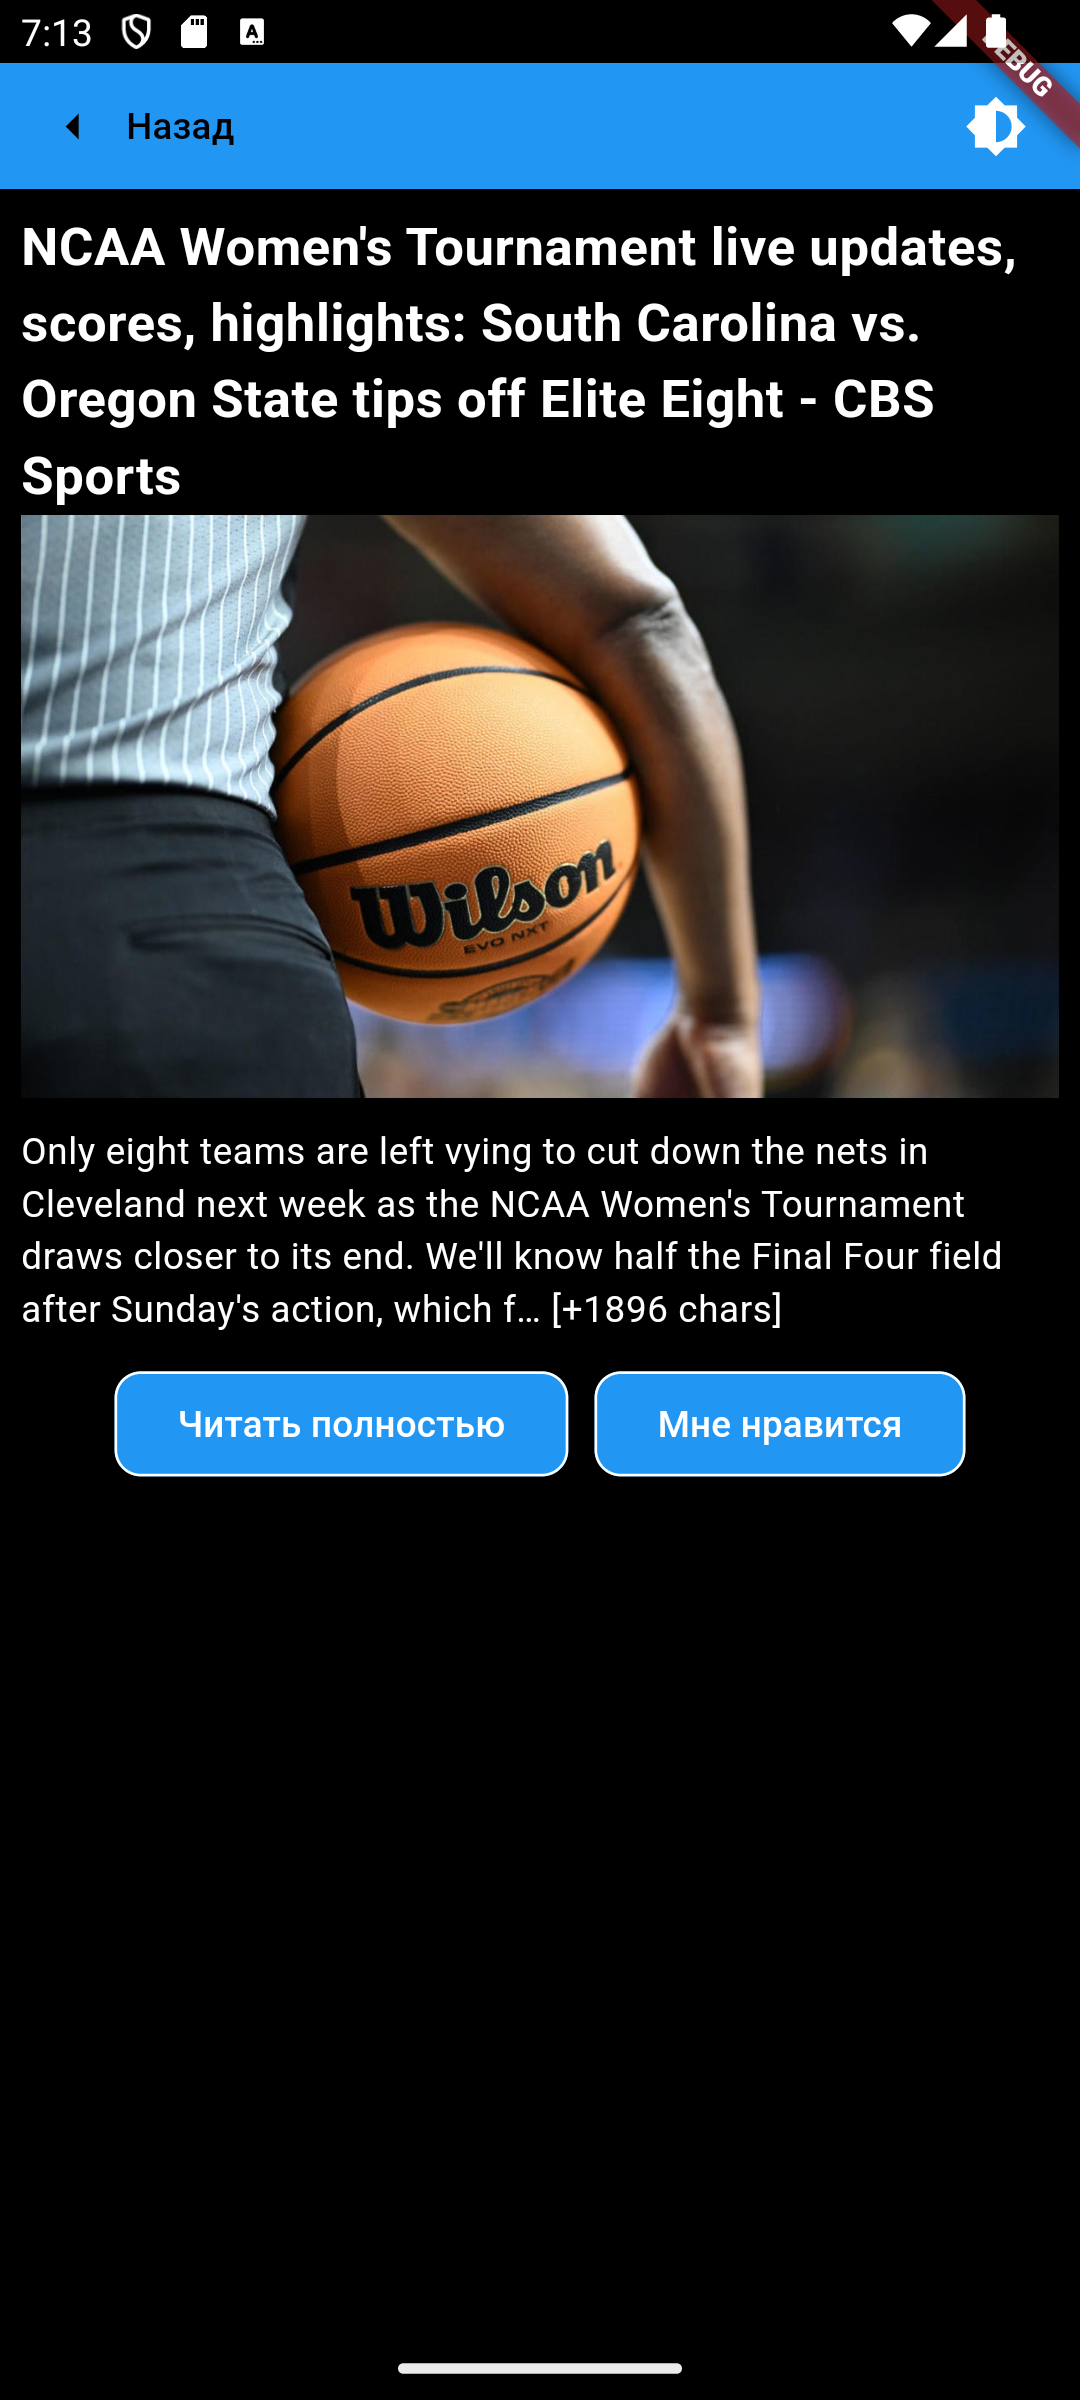 7:13
DEBUG
Назад
NCAA Women's Tournament live updates,
scores, highlights: South Carolina vs.
Oregon State tips off Elite Eight - CBS
Sports
Wilson
EVO NXT
Only eight teams are left vying to cut down the nets in
Cleveland next week as the NCAA Women's Tournament
draws closer to its end. We'll know half the Final Four field
after Sunday's action, which f… [+1896 chars]
Читать полностью
Мне нравится